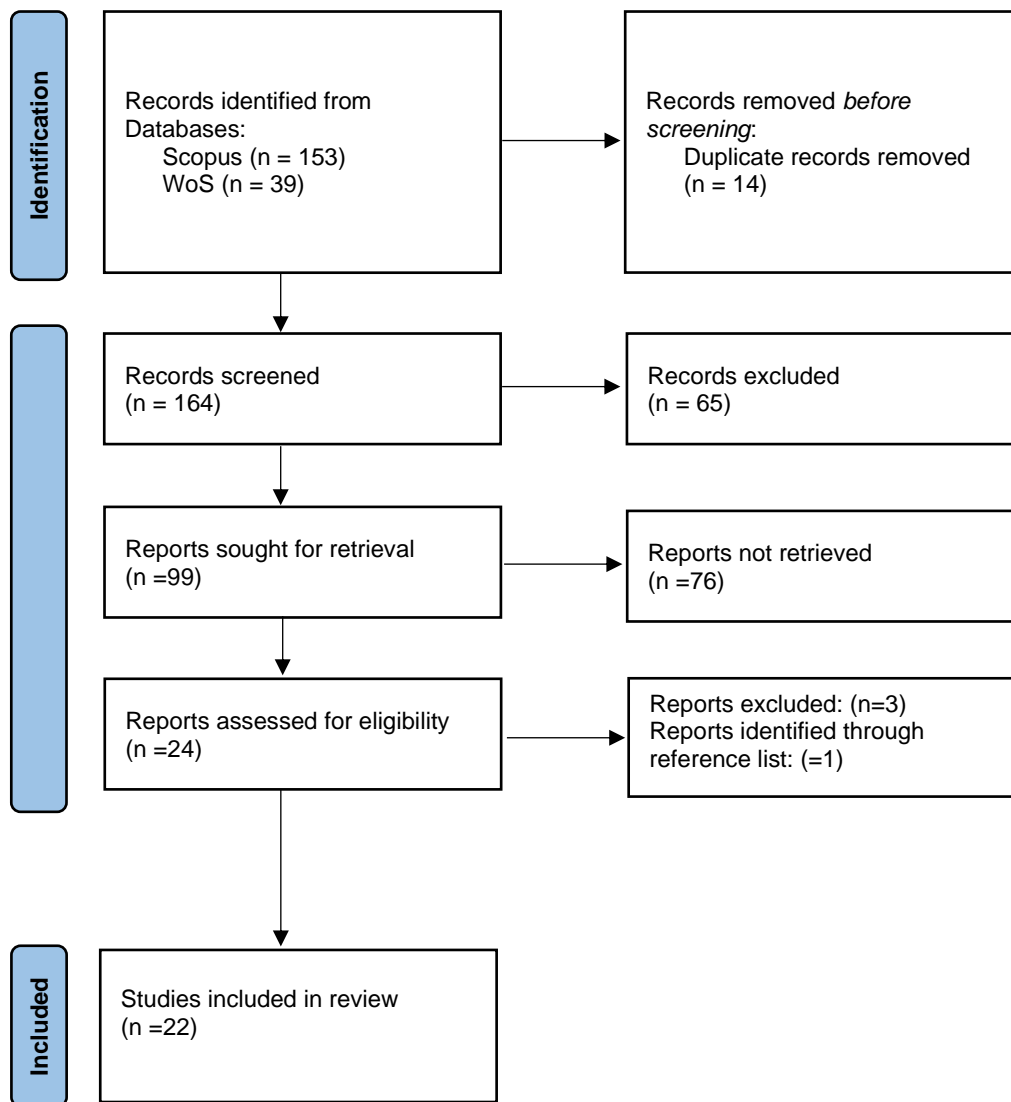 Identification
Records identified from
Databases:
Scopus (n = 153)
WoS (n = 39)
Records removed before
screening:
Duplicate records removed
(n = 14)
Records screened
(n = 164)
Records excluded
(n = 65)
Reports sought for retrieval
(n =99)
Reports not retrieved
(n =76)
Reports assessed for eligibility
(n =24)
Reports excluded: (n=3)
Reports identified through
reference list: (=1)
Included
Studies included in review
(n =22)